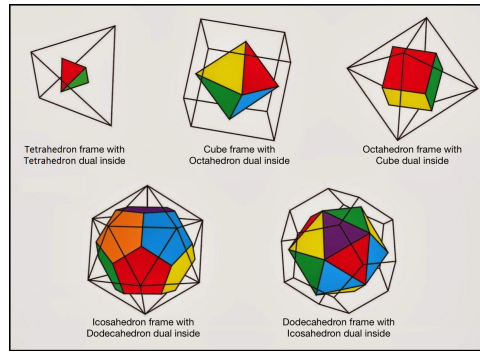 Tetrahedron frame with
Tetrahedron dual inside
Cube frame with
Octahedron dual inside
Octahedron frame with
Cube dual inside
Icosahedron frame with
Dodecahedron dual inside
Dodecahedron frame with
Icosahedron dual inside